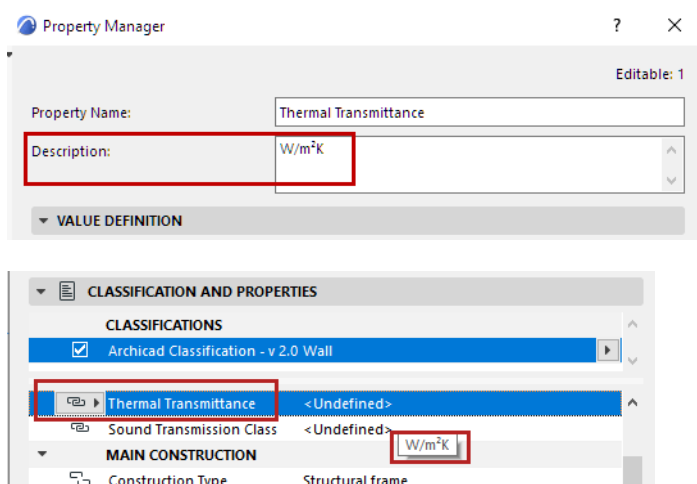 Property Manager ? ×
Editable: 1
Property Name: Thermal Transmittance
Description: W/m²K
VALUE DEFINITION
CLASSIFICATION AND PROPERTIES
CLASSIFICATIONS
Archicad Classification - v 2.0 Wall
Thermal Transmittance <Undefined>
Sound Transmission Class <Undefined>
W/m²K
MAIN CONSTRUCTION
Construction Type Structural frame